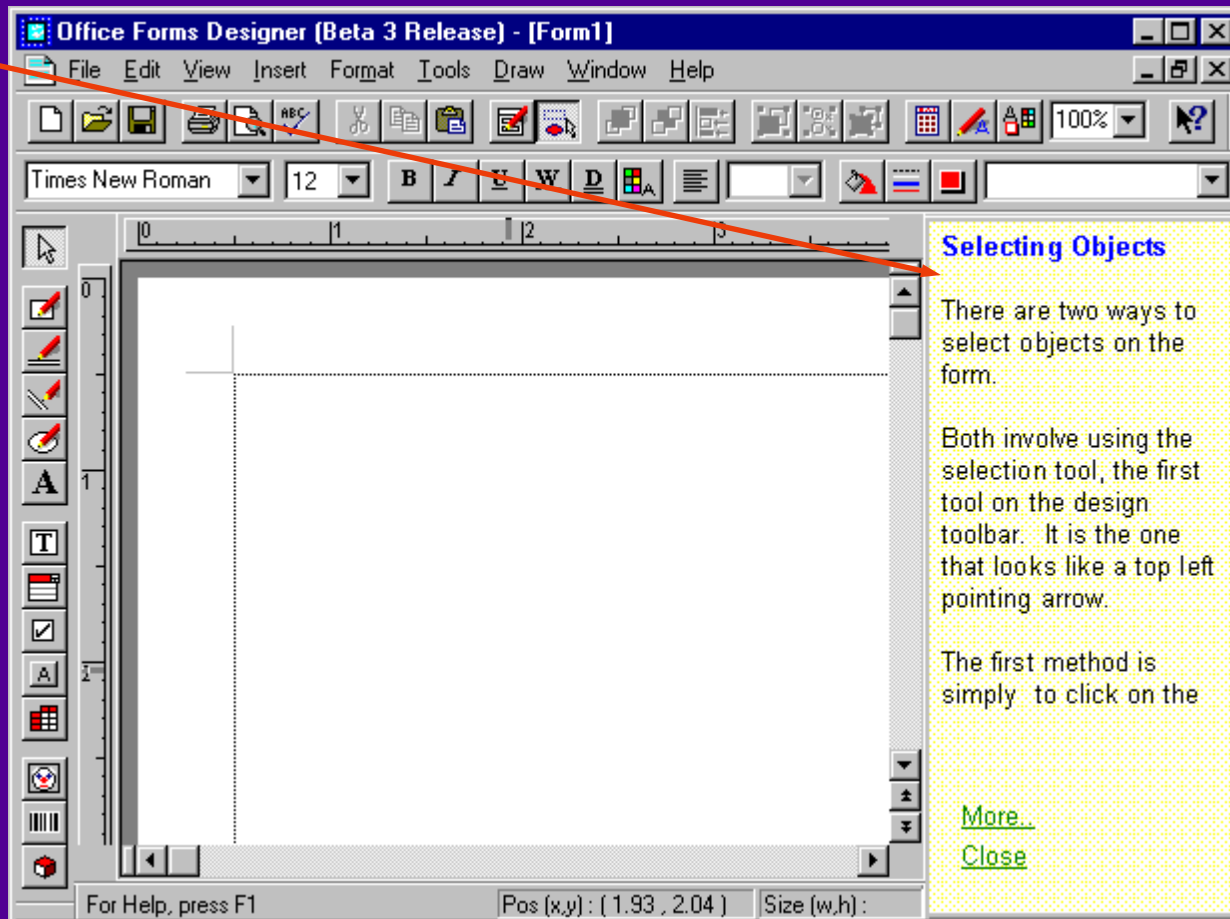 Office Forms Designer (Beta 3 Release) - [Form1]
File Edit View Insert Format Tools Draw Window Help
ABC 100%
Times New Roman 12 B I U W D A
0 1 2 3
0
1
2
A
T
A
Selecting Objects
There are two ways to
select objects on the
form.
Both involve using the
selection tool, the first
tool on the design
toolbar. It is the one
that looks like a top left
pointing arrow.
The first method is
simply to click on the
More..
Close
For Help, press F1 Pos (x,y) : ( 1.93 , 2.04 ) Size (w,h) :